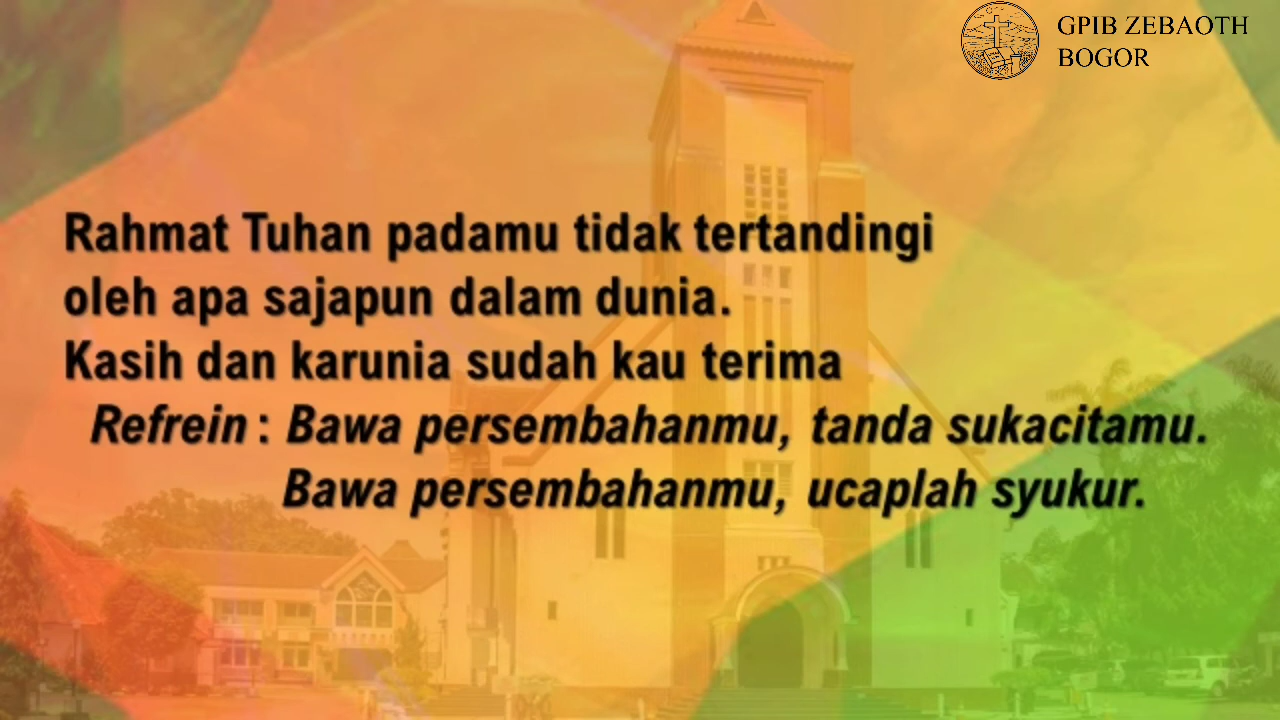 GPIB ZEBAOTH
BOGOR
Rahmat Tuhan padamu tidak tertandingi
oleh apa sajapun dalam dunia.
Kasih dan karunia sudah kau terima
Refrein : Bawa persembahanmu, tanda sukacitamu.
Bawa persembahanmu, ucaplah syukur.